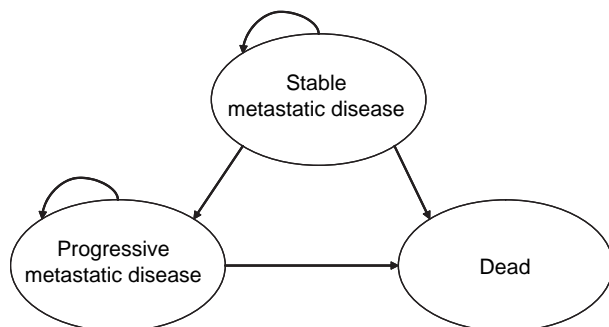 Stable
metastatic disease
Progressive
metastatic disease
Dead